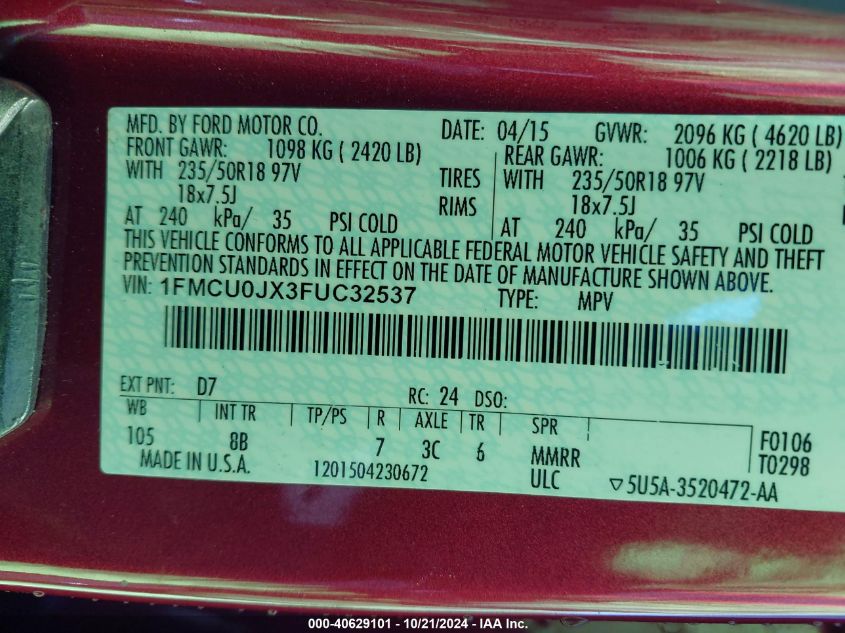 MFD. BY FORD MOTOR CO. DATE: 04/15 GVWR: 2096 KG ( 4620 LB)
FRONT GAWR: 1098 KG ( 2420 LB) REAR GAWR: 1006 KG ( 2218 LB)
WITH 235/50R18 97V TIRES WITH 235/50R18 97V
18x7.5J RIMS 18x7.5J
AT 240 kPa/ 35 PSI COLD AT 240 kPa/ 35 PSI COLD
THIS VEHICLE CONFORMS TO ALL APPLICABLE FEDERAL MOTOR VEHICLE SAFETY AND THEFT
PREVENTION STANDARDS IN EFFECT ON THE DATE OF MANUFACTURE SHOWN ABOVE.
VIN: 1FMCU0JX3FUC32537 TYPE: MPV
EXT PNT: D7 RC: 24 DSO:
WB INT TR TP/PS R AXLE TR SPR
105 8B 7 3C 6 MMRR F0106
MADE IN U.S.A. 1201504230672 ULC T0298
▽5U5A-3520472-AA
000-40629101 - 10/21/2024 - IAA Inc.